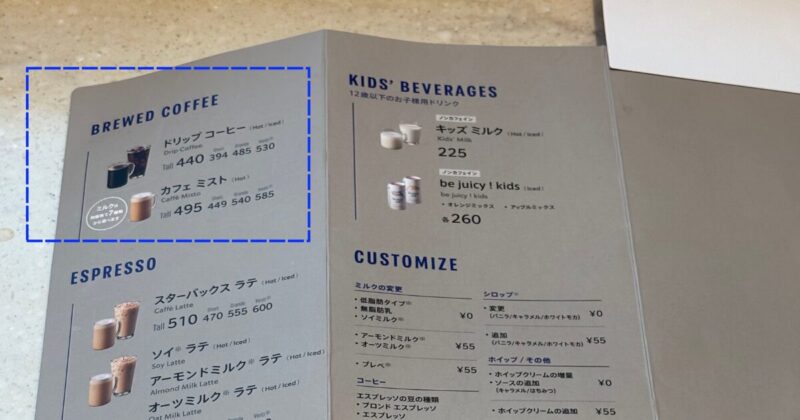 BREWED COFFEE
ドリップ コーヒー (Hot / Iced)
Drip Coffee
Tall 440 394 485 530
カフェ ミスト (Hot)
Caffè Misto
Tall 495 449 540 585
ミルクは
ESPRESSO
スターバックス ラテ (Hot / Iced)
Caffè Latte
Tall 510 470 555 600
ソイ※ ラテ (Hot / Iced)
Soy Latte
アーモンドミルク※ ラテ (Hot / Iced)
Almond Milk Latte
オーツミルク※ ラテ (Hot / Iced)
Oat Milk Latte
KIDS' BEVERAGES
12歳以下のお子様用ドリンク
ノンカフェイン
キッズ ミルク (Hot / Iced)
Kids' Milk
225
ノンカフェイン
be juicy ! kids (Iced)
be juicy ! kids
・オレンジミックス ・アップルミックス
各260
CUSTOMIZE
ミルクの変更
・低脂肪タイプ※
・無脂肪乳
・ソイミルク※ ¥0
・アーモンドミルク※
・オーツミルク※ ¥55
・ブレベ※ ¥55
コーヒー
エスプレッソの豆の種類
・ブロンド エスプレッソ
・エスプレッソ
シロップ※
・変更 ¥0
(バニラ/キャラメル/ホワイトモカ)
・追加 ¥55
(バニラ/キャラメル/ホワイトモカ)
ホイップ / その他
・ホイップクリームの増量
・ソースの追加 ¥0
(キャラメル/はちみつ)
・ホイップクリームの追加 ¥55